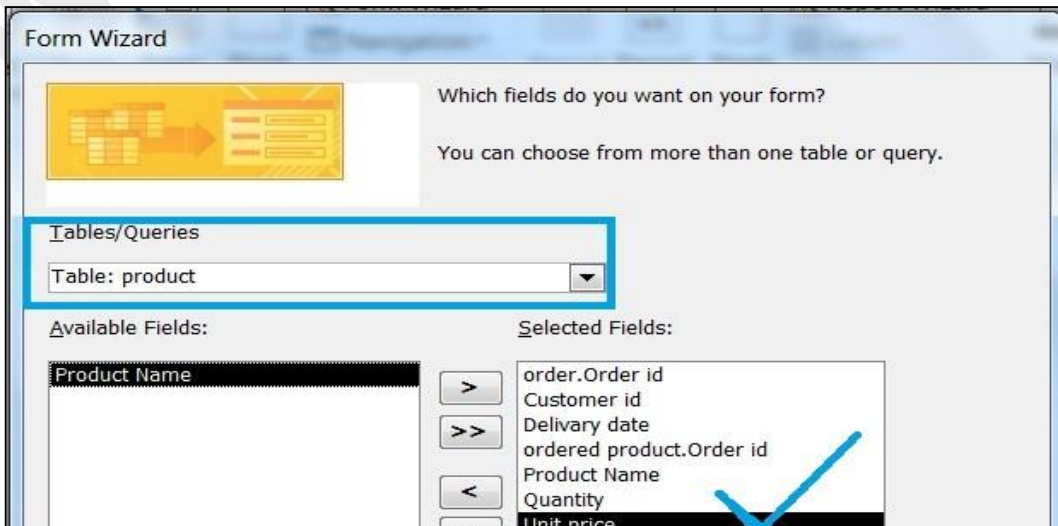 Form Wizard
Which fields do you want on your form?
You can choose from more than one table or query.
Tables/Queries
Table: product
Available Fields:
Selected Fields:
Product Name
>
>>
<
order.Order id
Customer id
Delivary date
ordered product.Order id
Product Name
Quantity
Unit price